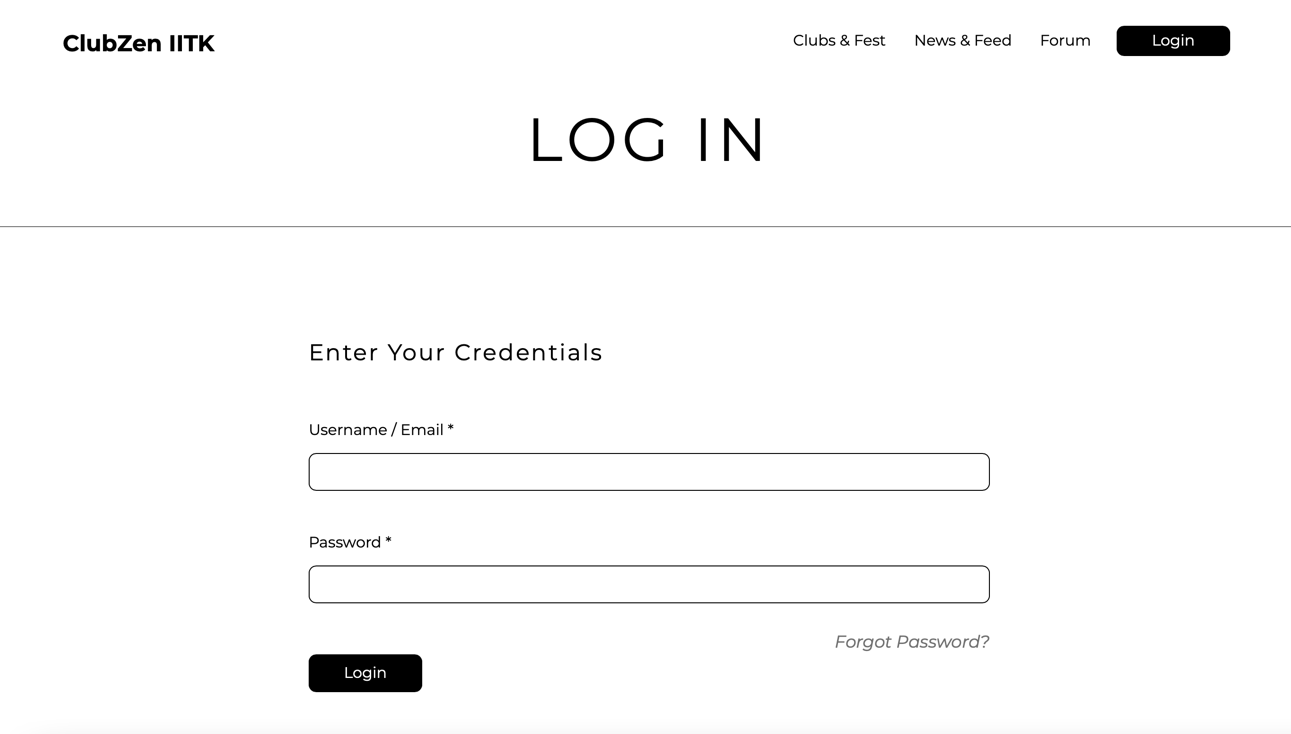 ClubZen IITK
Clubs & Fest
News & Feed
Forum
Login
LOG IN
Enter Your Credentials
Username / Email *
Password *
Forgot Password?
Login